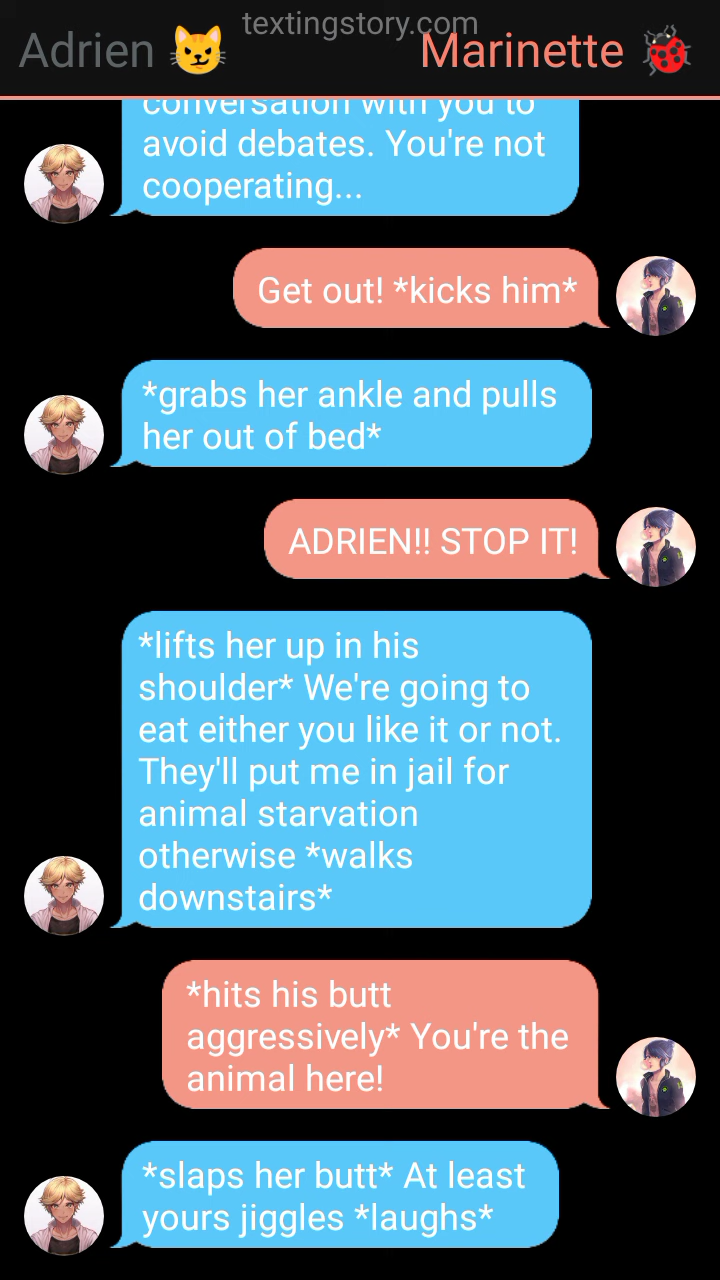 textingstory.com
Adrien 😼 Marinette 🐞
conversation with you to
avoid debates. You're not
cooperating...
Get out! *kicks him*
*grabs her ankle and pulls
her out of bed*
ADRIEN!! STOP IT!
*lifts her up in his
shoulder* We're going to
eat either you like it or not.
They'll put me in jail for
animal starvation
otherwise *walks
downstairs*
*hits his butt
aggressively* You're the
animal here!
*slaps her butt* At least
yours jiggles *laughs*